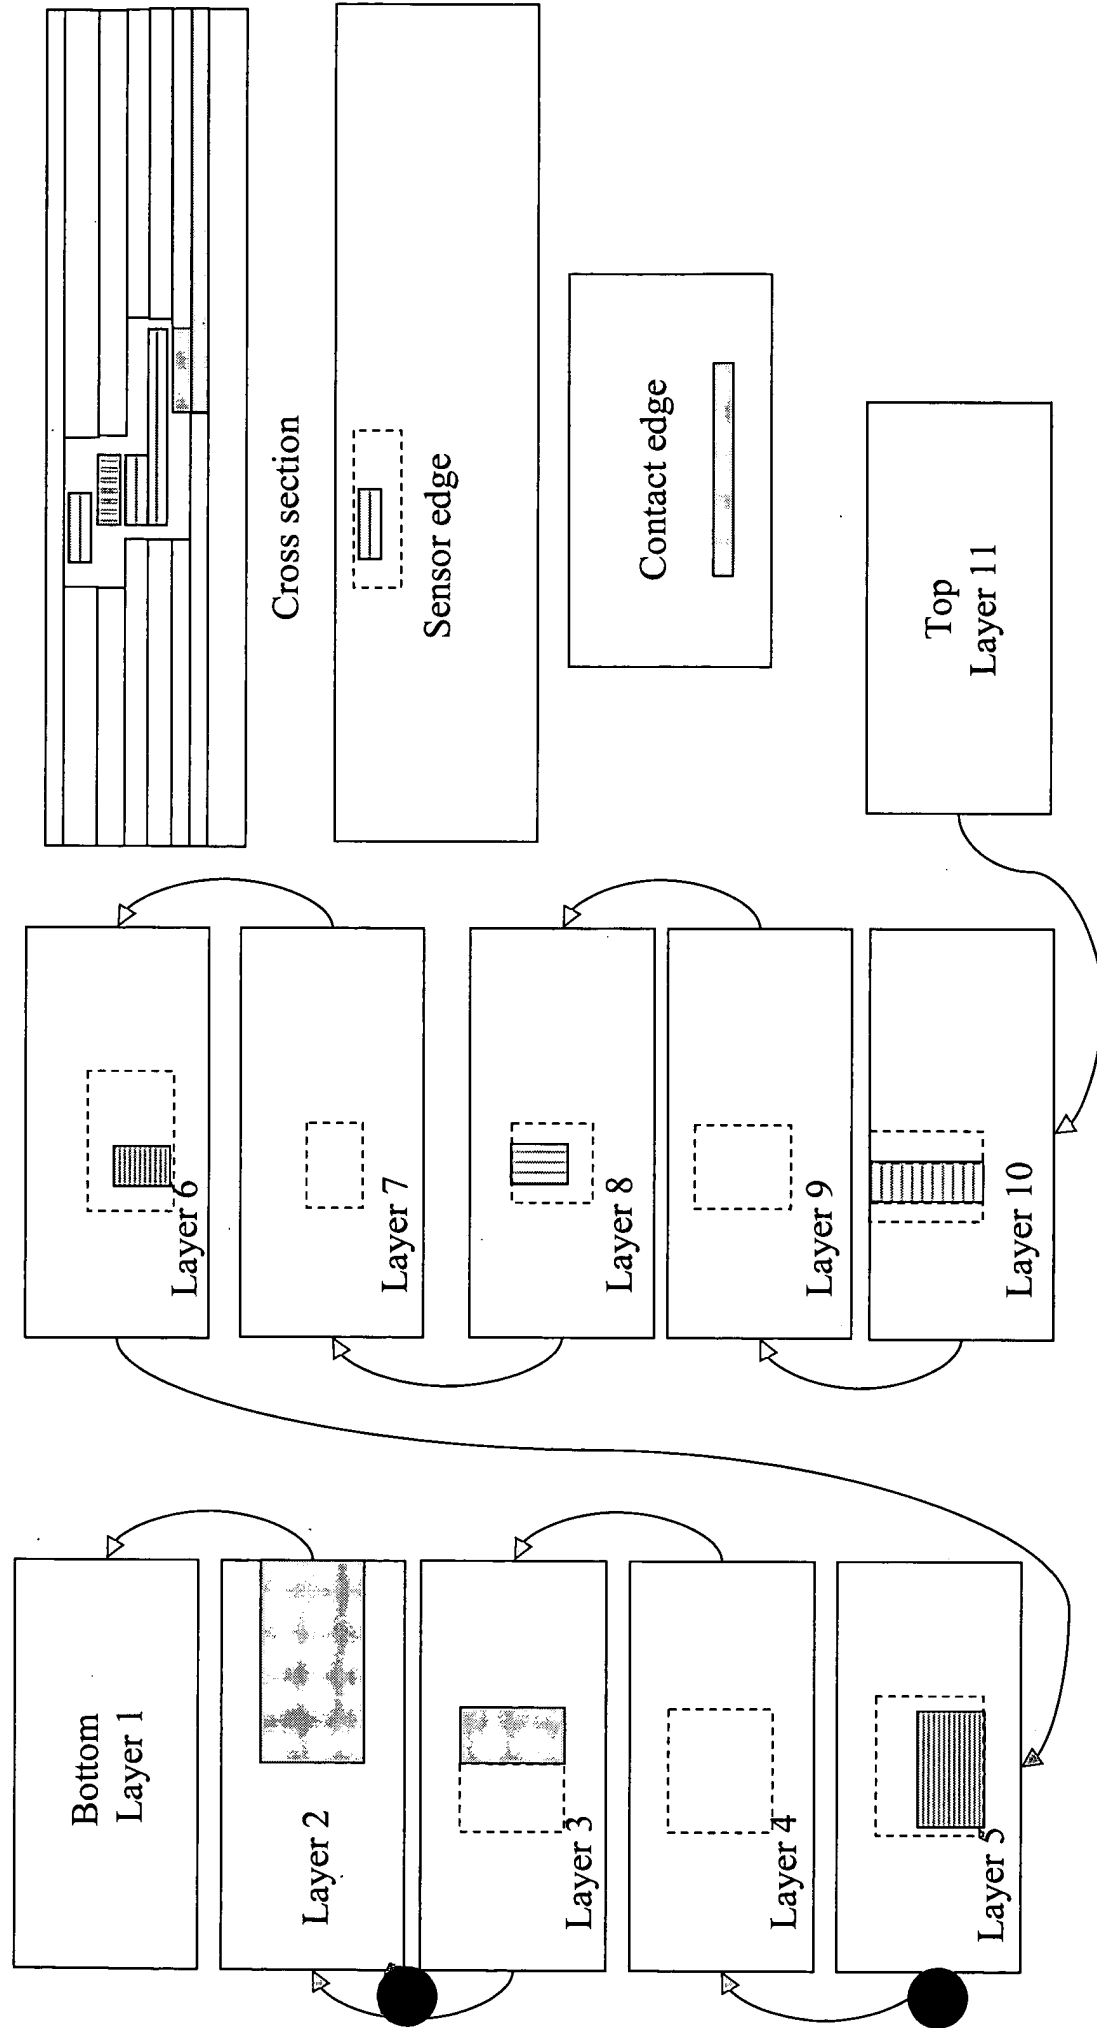 Bottom
Layer 1
Layer 2
Layer 3
Layer 4
Layer 5
Layer 6
Layer 7
Layer 8
Layer 9
Layer 10
Cross section
Sensor edge
Contact edge
Top
Layer 11